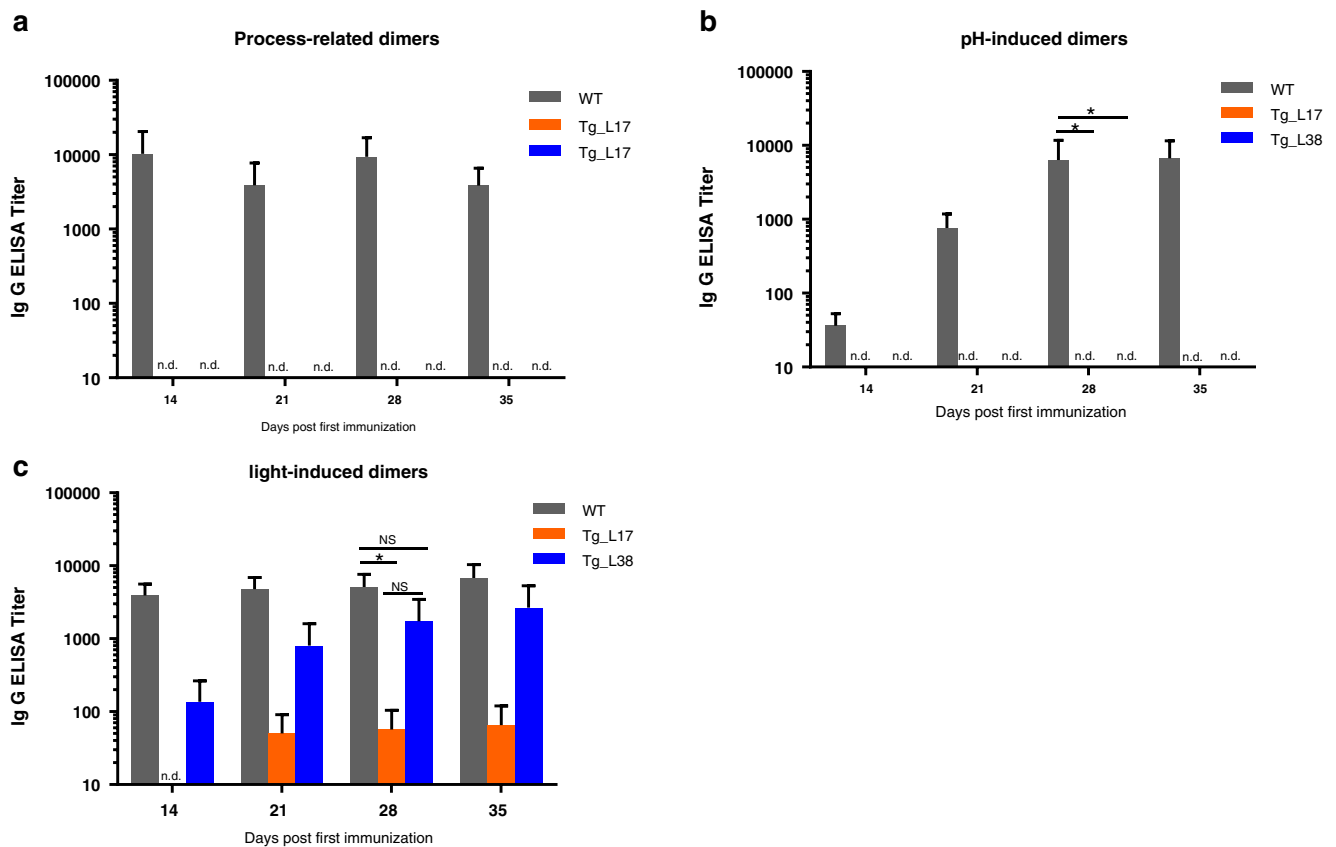 a
Process-related dimers
Ig G ELISA Titer
100000
10000
1000
100
10
WT
Tg_L17
Tg_L17
n.d. n.d. n.d. n.d. n.d. n.d. n.d. n.d.
14 21 28 35
Days post first immunization
b
pH-induced dimers
Ig G ELISA Titer
100000
10000
1000
100
10
WT
Tg_L17
Tg_L38
*
*
n.d. n.d. n.d. n.d. n.d. n.d. n.d. n.d.
14 21 28 35
Days post first immunization
c
light-induced dimers
Ig G ELISA Titer
100000
10000
1000
100
10
WT
Tg_L17
Tg_L38
NS
*
NS
n.d.
14 21 28 35
Days post first immunization